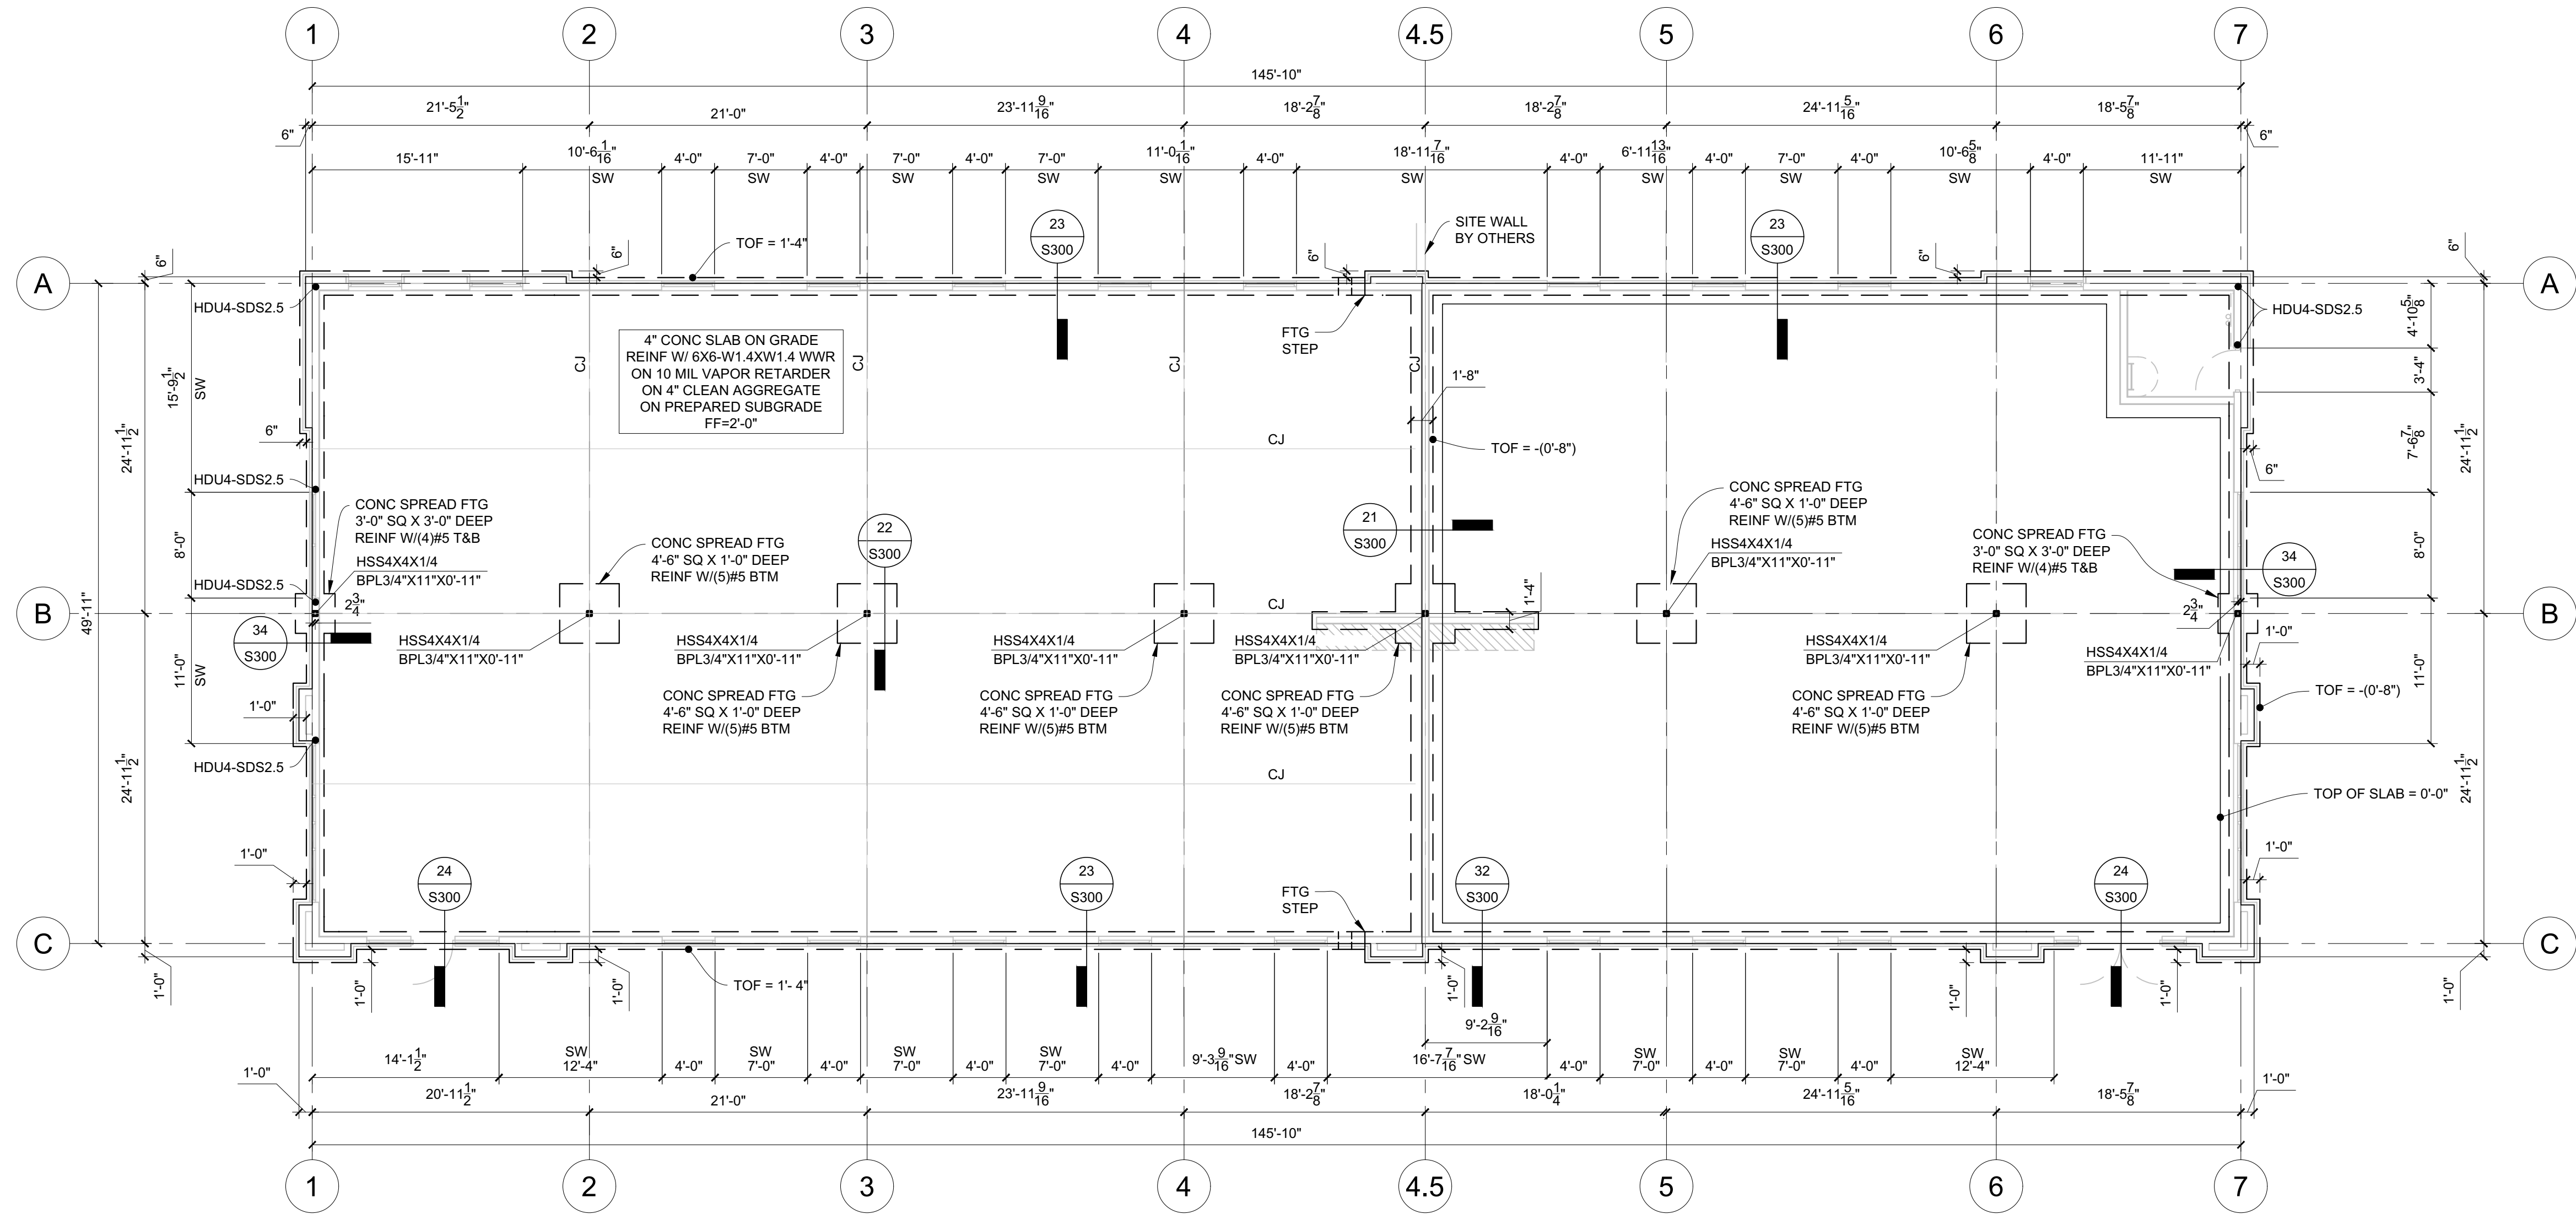 1 2 3 4 4.5 5 6 7
145'-10"
21'-5 1/2" 21'-0" 23'-11 9/16" 18'-2 7/8" 18'-2 7/8" 24'-11 5/16" 18'-5 7/8"
6" 6"
15'-11" 10'-6 1/16" 4'-0" 7'-0" 4'-0" 7'-0" 4'-0" 7'-0" 11'-0 1/16" 4'-0" 18'-11 7/16" 4'-0" 6'-11 13/16" 4'-0" 7'-0" 4'-0" 10'-6 5/8" 4'-0" 11'-11"
SW SW SW SW SW SW SW SW SW SW
23
S300
23
S300
SITE WALL
BY OTHERS
TOF = 1'-4"
6" 6" 6" 6" 6"
A A
HDU4-SDS2.5
HDU4-SDS2.5
FTG
STEP
4" CONC SLAB ON GRADE
REINF W/ 6X6-W1.4XW1.4 WWR
ON 10 MIL VAPOR RETARDER
ON 4" CLEAN AGGREGATE
ON PREPARED SUBGRADE
FF=2'-0"
CJ CJ CJ CJ
1'-8"
4'-10 5/8"
3'-4"
15'-9 1/2"
SW
24'-11 1/2"
6"
CJ
TOF = -(0'-8")
7'-6 7/8"
24'-11 1/2"
6"
HDU4-SDS2.5
CONC SPREAD FTG
3'-0" SQ X 3'-0" DEEP
REINF W/(4)#5 T&B
HSS4X4X1/4
BPL3/4"X11"X0'-11"
8'-0"
HDU4-SDS2.5
2 3/4"
CONC SPREAD FTG
4'-6" SQ X 1'-0" DEEP
REINF W/(5)#5 BTM
22
S300
21
S300
CONC SPREAD FTG
4'-6" SQ X 1'-0" DEEP
REINF W/(5)#5 BTM
HSS4X4X1/4
BPL3/4"X11"X0'-11"
CONC SPREAD FTG
3'-0" SQ X 3'-0" DEEP
REINF W/(4)#5 T&B
34
S300
8'-0"
CJ
1'-4"
2 3/4"
B B
49'-11"
34
S300
HSS4X4X1/4
BPL3/4"X11"X0'-11"
HSS4X4X1/4
BPL3/4"X11"X0'-11"
HSS4X4X1/4
BPL3/4"X11"X0'-11"
HSS4X4X1/4
BPL3/4"X11"X0'-11"
HSS4X4X1/4
BPL3/4"X11"X0'-11"
HSS4X4X1/4
BPL3/4"X11"X0'-11"
1'-0"
11'-0"
SW
11'-0"
1'-0"
CONC SPREAD FTG
4'-6" SQ X 1'-0" DEEP
REINF W/(5)#5 BTM
CONC SPREAD FTG
4'-6" SQ X 1'-0" DEEP
REINF W/(5)#5 BTM
CONC SPREAD FTG
4'-6" SQ X 1'-0" DEEP
REINF W/(5)#5 BTM
CONC SPREAD FTG
4'-6" SQ X 1'-0" DEEP
REINF W/(5)#5 BTM
TOF = -(0'-8")
HDU4-SDS2.5
24'-11 1/2"
CJ
24'-11 1/2"
TOP OF SLAB = 0'-0"
1'-0"
1'-0"
24
S300
23
S300
FTG
STEP
32
S300
24
S300
C C
TOF = 1'- 4"
1'-0" 1'-0" 1'-0" 1'-0" 1'-0" 1'-0" 1'-0"
9'-2 9/16"
14'-1 1/2" SW 12'-4" 4'-0" SW 7'-0" 4'-0" SW 7'-0" 4'-0" SW 7'-0" 4'-0" 9'-3 9/16" SW 4'-0" 16'-7 7/16" SW 4'-0" SW 7'-0" 4'-0" SW 7'-0" 4'-0" SW 12'-4"
1'-0" 1'-0"
20'-11 1/2" 21'-0" 23'-11 9/16" 18'-2 7/8" 18'-0 1/4" 24'-11 5/16" 18'-5 7/8"
145'-10"
1 2 3 4 4.5 5 6 7